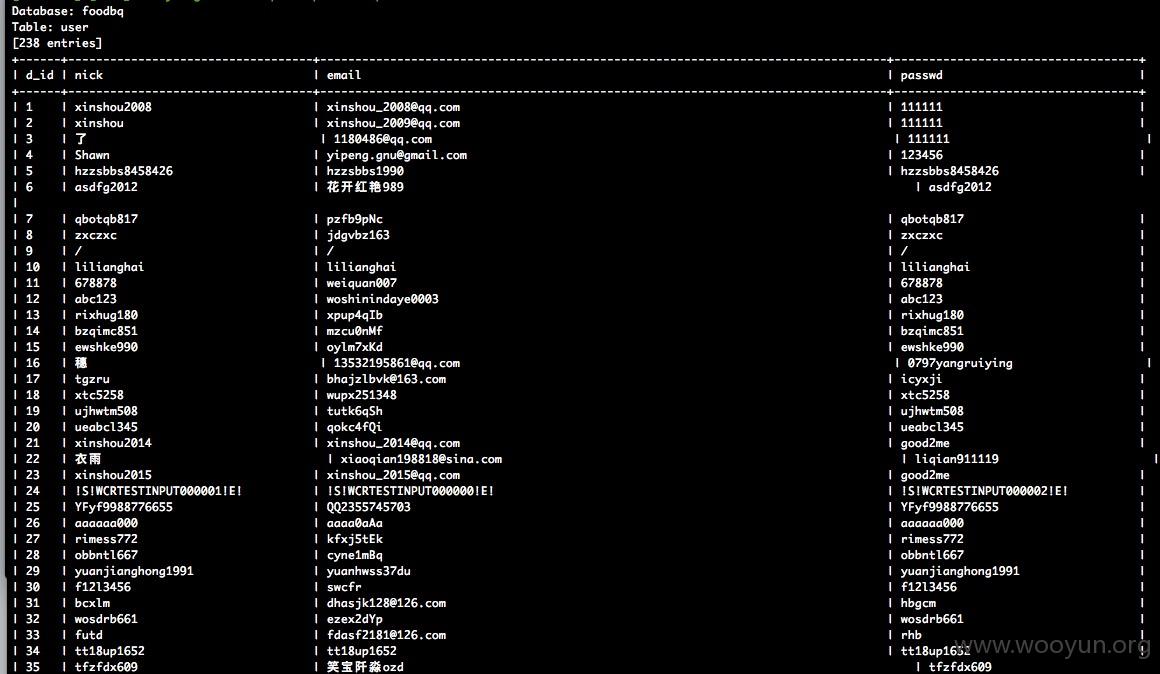 Database: foodbq
Table: user
[238 entries]
| d_id | nick | email | passwd |
| 1 | xinshou2008 | xinshou_2008@qq.com | 111111 |
| 2 | xinshou | xinshou_2009@qq.com | 111111 |
| 3 | 了 | 1180486@qq.com | 111111 |
| 4 | Shawn | yipeng.gnu@gmail.com | 123456 |
| 5 | hzzsbbs8458426 | hzzsbbs1990 | hzzsbbs8458426 |
| 6 | asdfg2012 | 花开红艳989 | asdfg2012
|
| 7 | qbotqb817 | pzfb9pNc | qbotqb817 |
| 8 | zxczxc | jdgvbz163 | zxczxc |
| 9 | / | / | / |
| 10 | lilianghai | lilianghai | lilianghai |
| 11 | 678878 | weiquan007 | 678878 |
| 12 | abc123 | woshinindaye0003 | abc123 |
| 13 | rixhug180 | xpup4qIb | rixhug180 |
| 14 | bzqimc851 | mzcu0nMf | bzqimc851 |
| 15 | ewshke990 | oylm7xKd | ewshke990 |
| 16 | 穗 | 13532195861@qq.com | 0797yangruiying |
| 17 | tgzru | bhajzlbvk@163.com | icyxji |
| 18 | xtc5258 | wupx251348 | xtc5258 |
| 19 | ujhwtm508 | tutk6qSh | ujhwtm508 |
| 20 | ueabcl345 | qokc4fQi | ueabcl345 |
| 21 | xinshou2014 | xinshou_2014@qq.com | good2me |
| 22 | 衣雨 | xiaoqian198818@sina.com | liqian911119 |
| 23 | xinshou2015 | xinshou_2015@qq.com | good2me |
| 24 | !S!WCRTESTINPUT000001!E! | !S!WCRTESTINPUT000000!E! | !S!WCRTESTINPUT000002!E! |
| 25 | YFyf9988776655 | QQ2355745703 | YFyf9988776655 |
| 26 | aaaaaa000 | aaaa0aAa | aaaaaa000 |
| 27 | rimess772 | kfxj5tEk | rimess772 |
| 28 | obbntl667 | cyne1mBq | obbntl667 |
| 29 | yuanjianghong1991 | yuanhwss37du | yuanjianghong1991 |
| 30 | f12l3456 | swcfr | f12l3456 |
| 31 | bcxlm | dhasjk128@126.com | hbgcm |
| 32 | wosdrb661 | ezex2dYp | wosdrb661 |
| 33 | futd | fdasf2181@126.com | rhb |
| 34 | tt18up1652 | tt18up1652 | tt18up1652 |
| 35 | tfzfdx609 | 笑宝阡淼ozd | tfzfdx609
www.wooyun.org